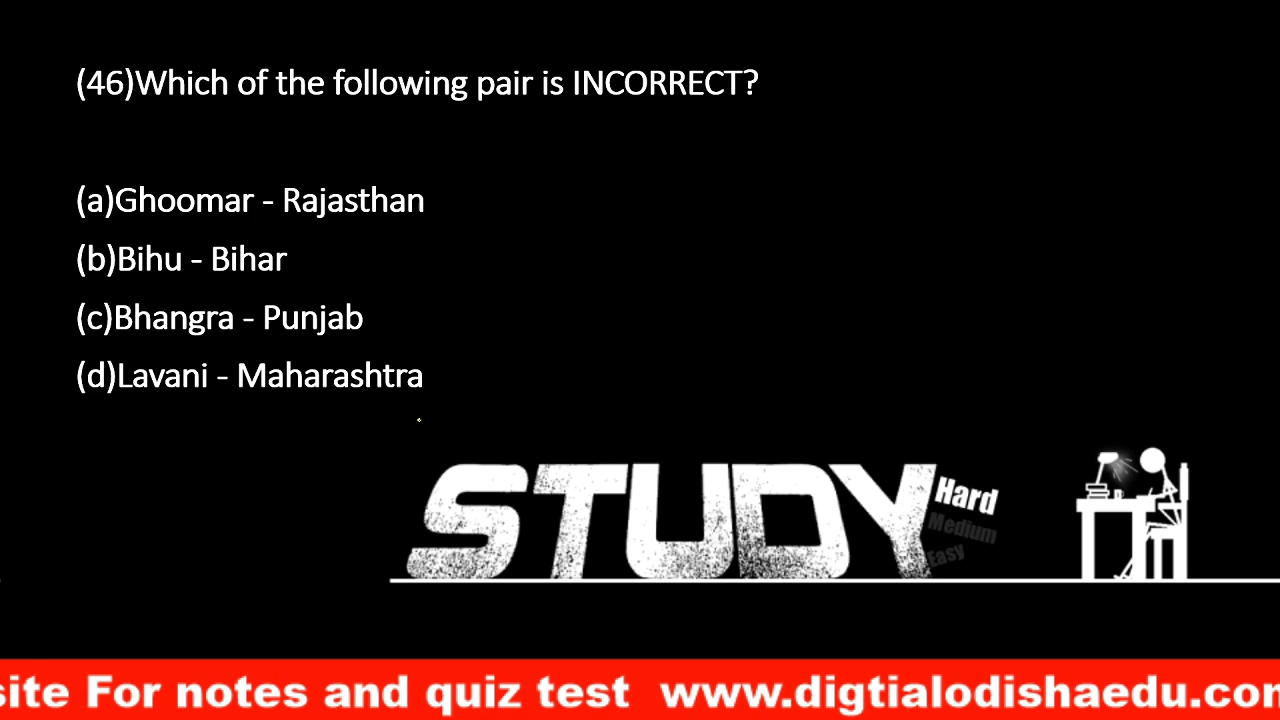 (46)Which of the following pair is INCORRECT?
(a)Ghoomar - Rajasthan
(b)Bihu - Bihar
(c)Bhangra - Punjab
(d)Lavani - Maharashtra
STUDY Hard
Medium
Easy
site For notes and quiz test www.digtialodishaedu.com